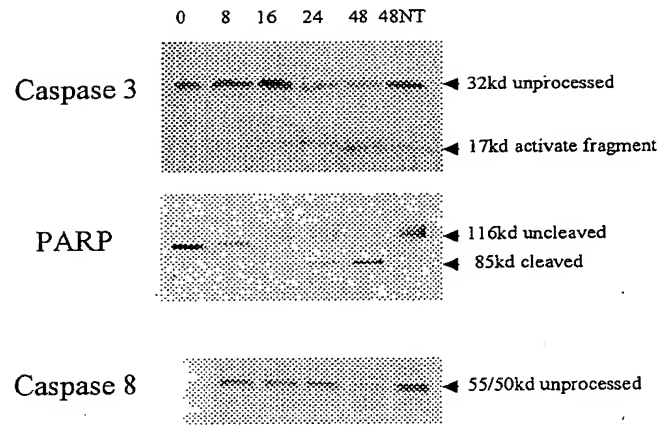 0 8 16 24 48 48NT
Caspase 3
32kd unprocessed
17kd activate fragment
PARP
116kd uncleaved
85kd cleaved
Caspase 8
55/50kd unprocessed